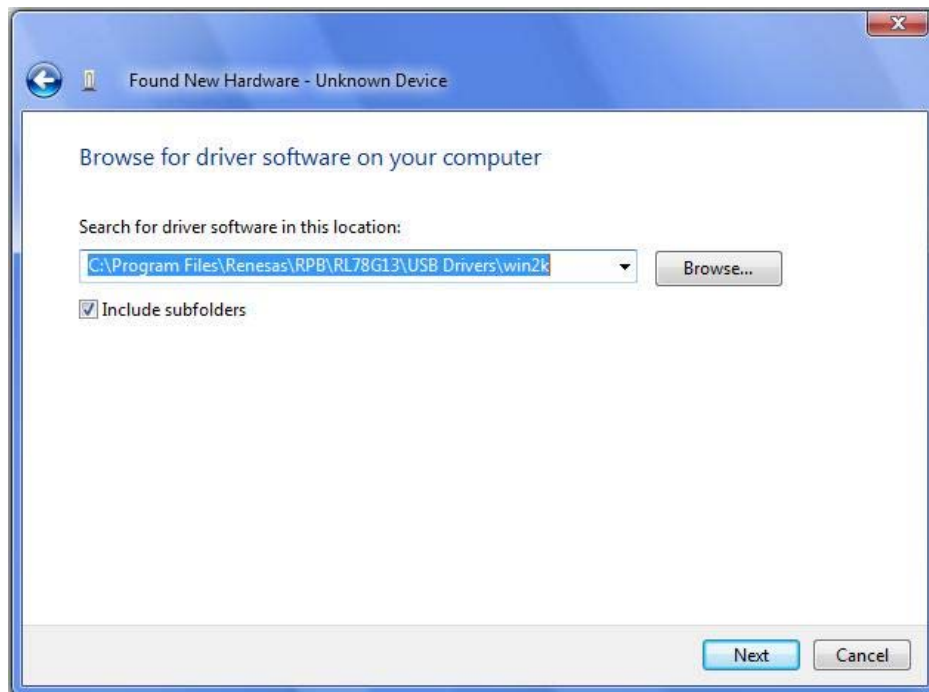 Found New Hardware - Unknown Device
Browse for driver software on your computer
Search for driver software in this location:
C:\Program Files\Renesas\RPB\RL78G13\USB Drivers\win2k
Browse...
Include subfolders
Next
Cancel